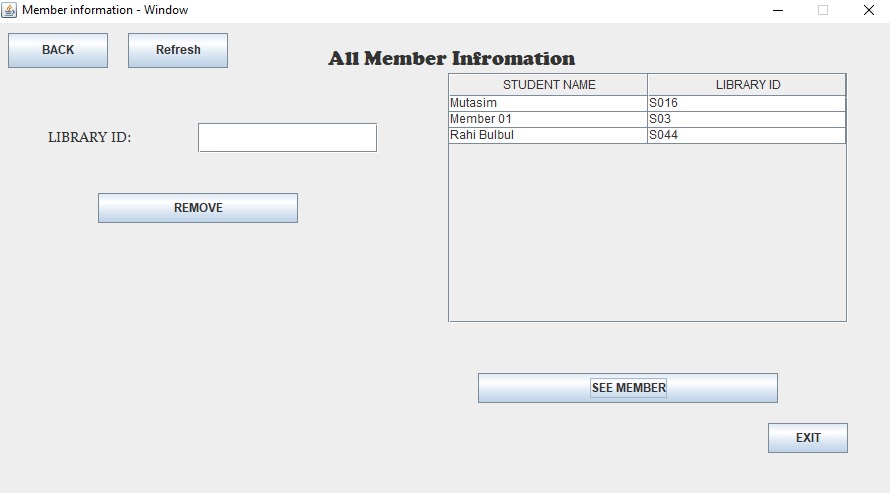 Member information - Window
BACK
Refresh
All Member Infromation
STUDENT NAME LIBRARY ID
Mutasim S016
Member 01 S03
Rahi Bulbul S044
LIBRARY ID:
REMOVE
SEE MEMBER
EXIT